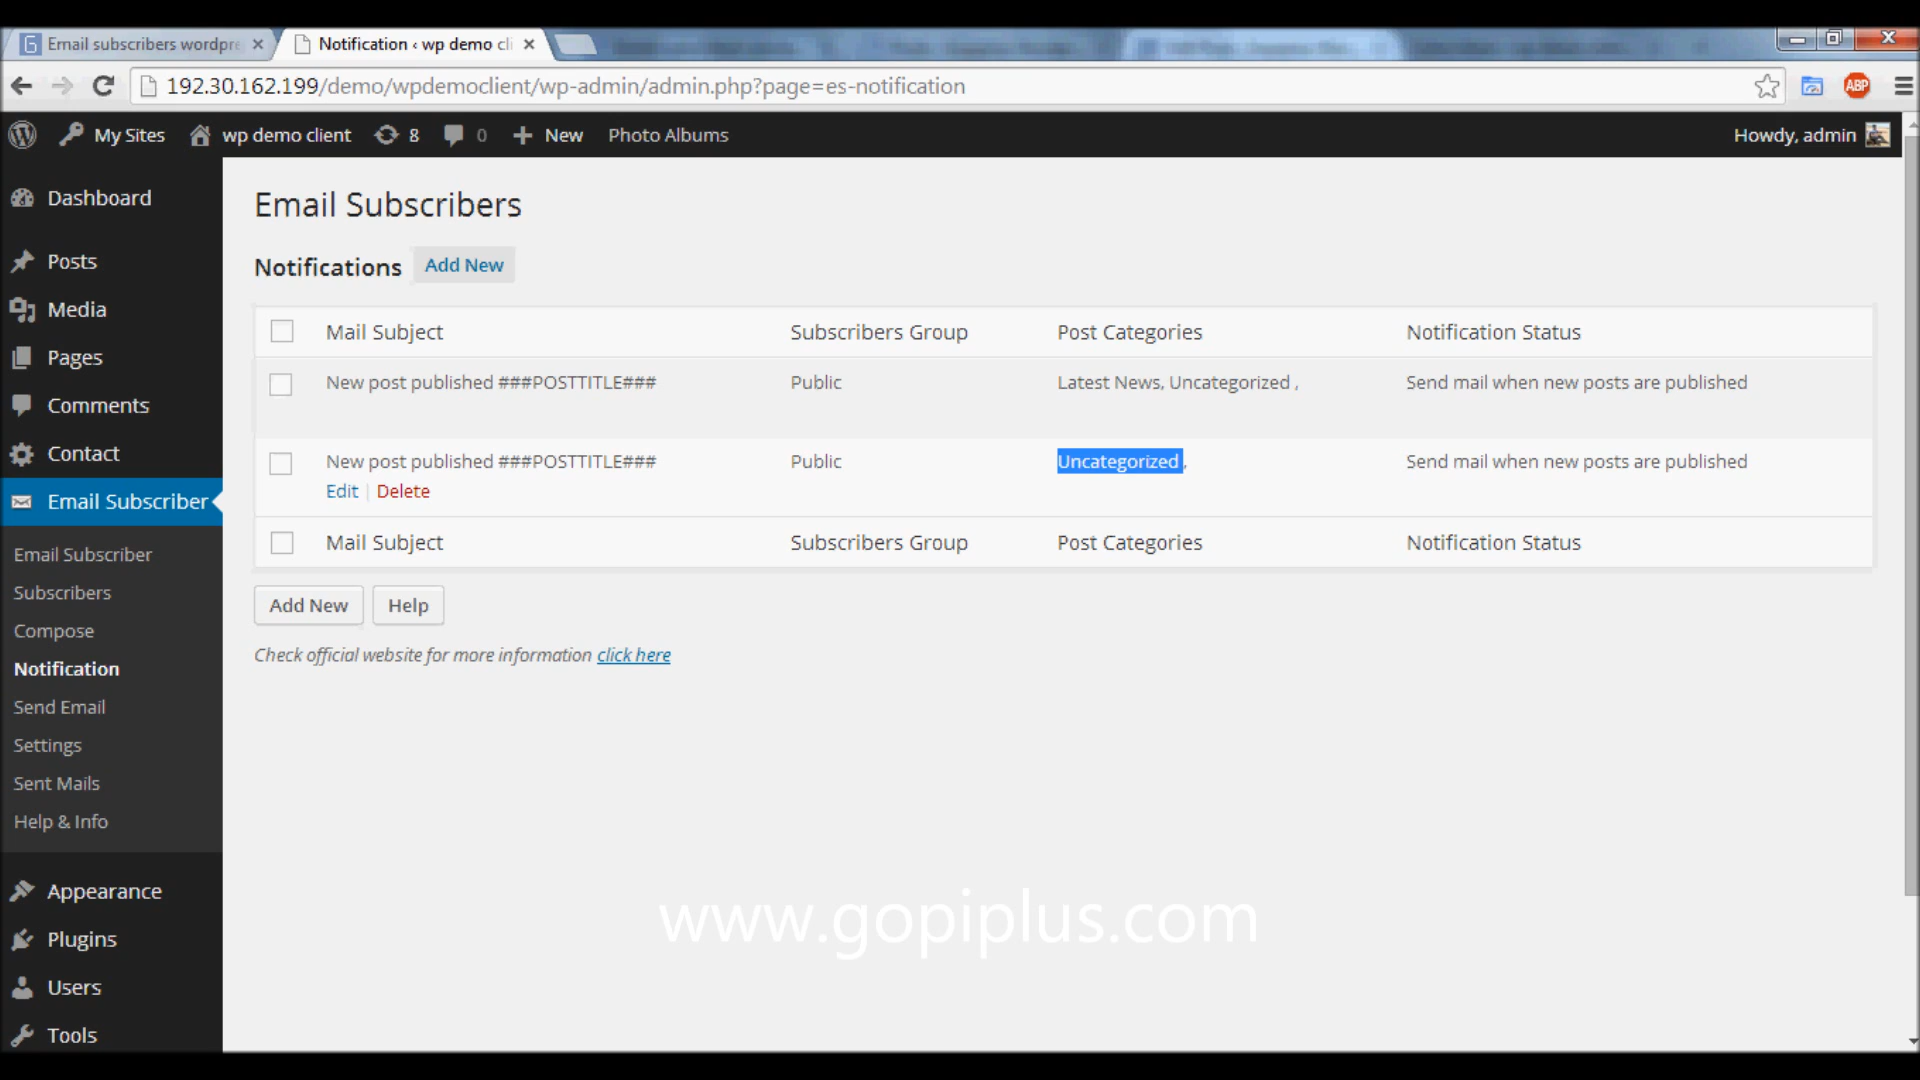 Email subscribers wordpre
Notification ‹ wp demo cli
192.30.162.199/demo/wpdemoclient/wp-admin/admin.php?page=es-notification
ABP
My Sites
wp demo client
8
0
New
Photo Albums
Howdy, admin
Dashboard
Posts
Media
Pages
Comments
Contact
Email Subscriber
Email Subscriber
Subscribers
Compose
Notification
Send Email
Settings
Sent Mails
Help & Info
Appearance
Plugins
Users
Tools
Email Subscribers
Notifications Add New
Mail Subject Subscribers Group Post Categories Notification Status
New post published ###POSTTITLE### Public Latest News, Uncategorized , Send mail when new posts are published
New post published ###POSTTITLE### Public Uncategorized , Send mail when new posts are published
Edit | Delete
Mail Subject Subscribers Group Post Categories Notification Status
Add New Help
Check official website for more information click here
www.gopiplus.com